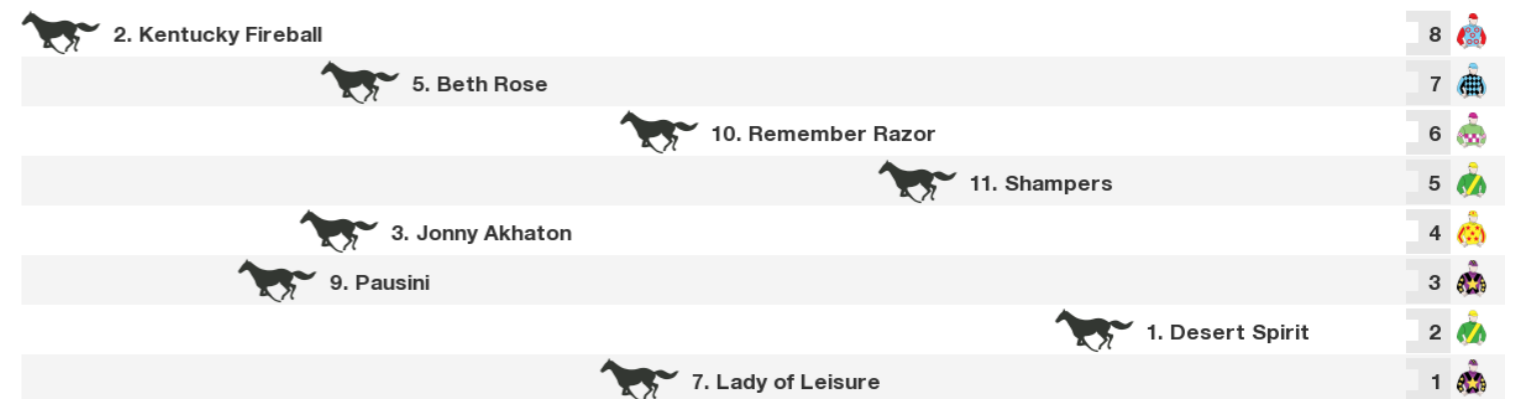 2. Kentucky Fireball 8
5. Beth Rose 7
10. Remember Razor 6
11. Shampers 5
3. Jonny Akhaton 4
9. Pausini 3
1. Desert Spirit 2
7. Lady of Leisure 1